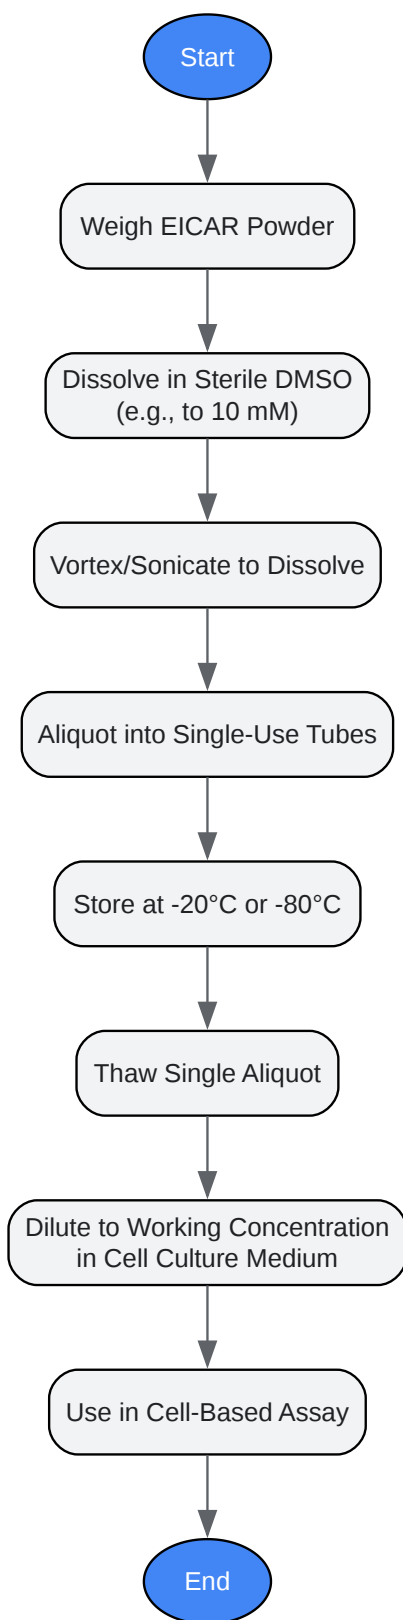 Start
Weigh EICAR Powder
Dissolve in Sterile DMSO
(e.g., to 10 mM)
Vortex/Sonicate to Dissolve
Aliquot into Single-Use Tubes
Store at -20°C or -80°C
Thaw Single Aliquot
Dilute to Working Concentration
in Cell Culture Medium
Use in Cell-Based Assay
End